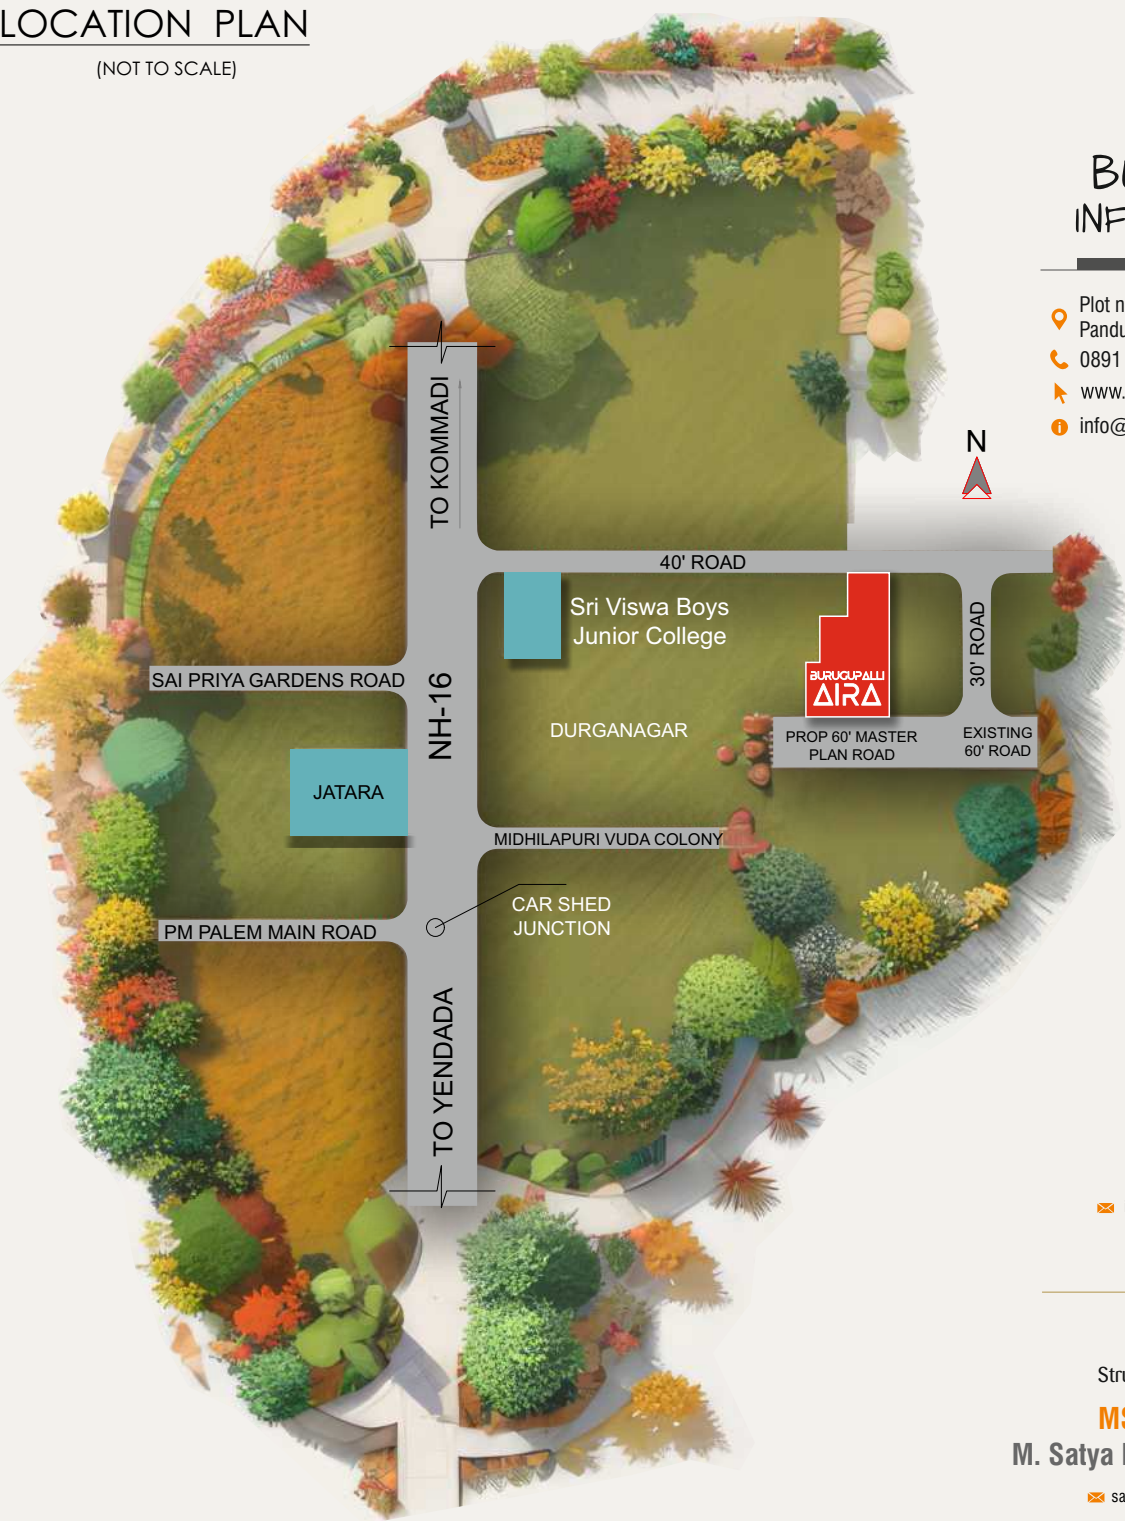 LOCATION PLAN
(NOT TO SCALE)
Plot
0891
www.
info@
N
TO KOMMADI
40' ROAD
Sri Viswa Boys
Junior College
30' ROAD
SAI PRIYA GARDENS ROAD
NH-16
BURUGUPALLI
AIRA
DURGANAGAR
PROP 60' MASTER
PLAN ROAD
EXISTING
60' ROAD
JATARA
MIDHILAPURI VUDA COLONY
CAR SHED
JUNCTION
PM PALEM MAIN ROAD
TO YENDADA
M. Satya